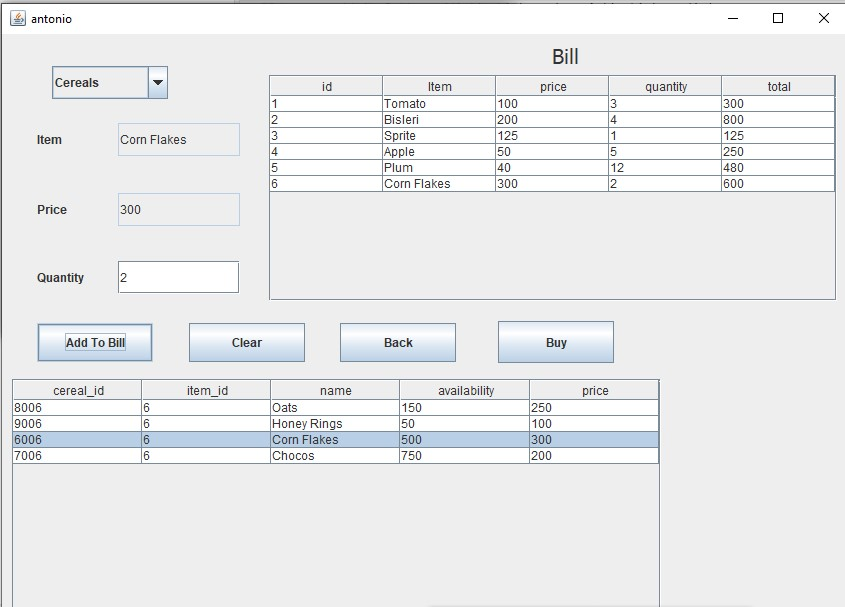 antonio
Bill
Cereals
Item Corn Flakes
Price 300
Quantity 2
id Item price quantity total
1 Tomato 100 3 300
2 Bisleri 200 4 800
3 Sprite 125 1 125
4 Apple 50 5 250
5 Plum 40 12 480
6 Corn Flakes 300 2 600
Add To Bill Clear Back Buy
cereal_id item_id name availability price
8006 6 Oats 150 250
9006 6 Honey Rings 50 100
6006 6 Corn Flakes 500 300
7006 6 Chocos 750 200